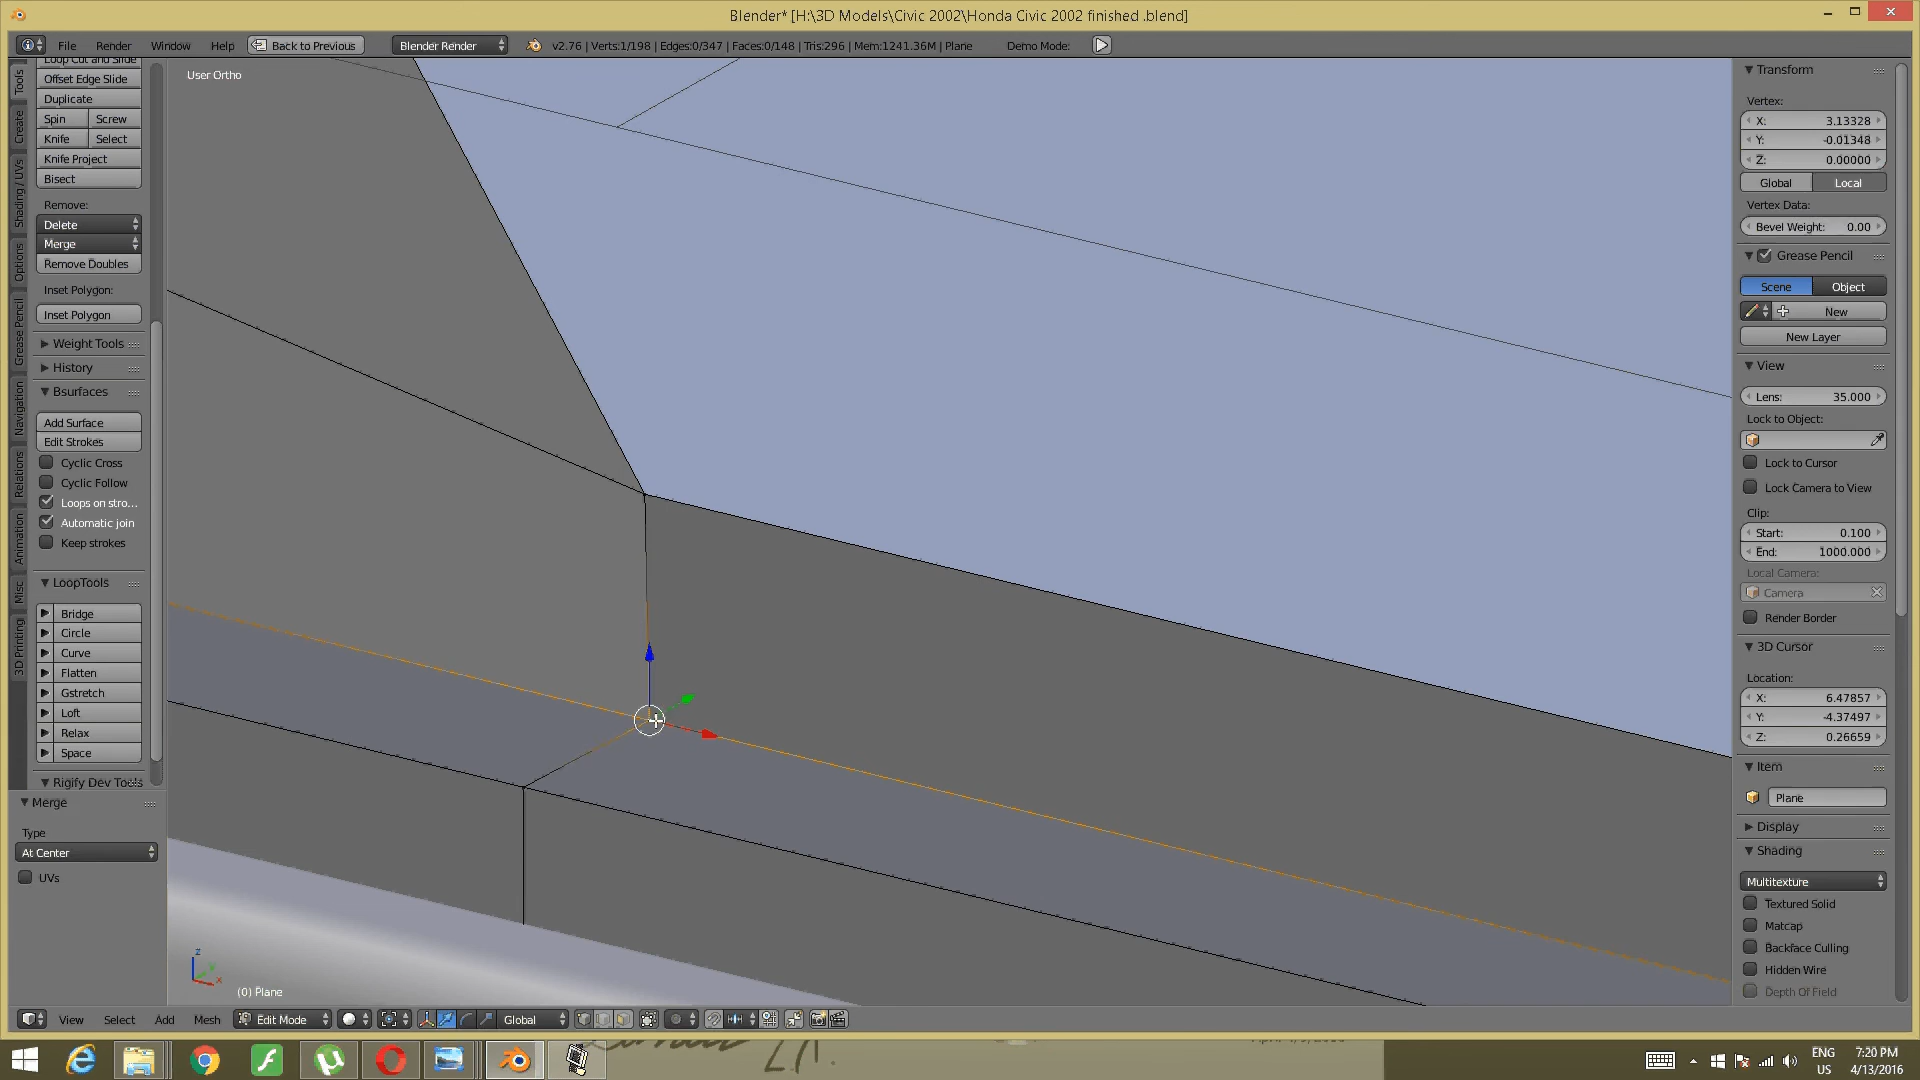 Blender* [H:\3D Models\Civic 2002\Honda Civic 2002 finished .blend]
File Render Window Help Back to Previous Blender Render v2.76 | Verts:1/198 | Edges:0/347 | Faces:0/148 | Tris:296 | Mem:1241.36M | Plane Demo Mode:
User Ortho
Tools
Create
Shading / UVs
Options
Grease Pencil
Navigation
Relations
Animation
Misc
3D Printing
Loop Cut and Slide
Offset Edge Slide
Duplicate
Spin Screw
Knife Select
Knife Project
Bisect
Remove:
Delete
Merge
Remove Doubles
Inset Polygon:
Inset Polygon
Weight Tools
History
Bsurfaces
Add Surface
Edit Strokes
Cyclic Cross
Cyclic Follow
Loops on stro...
Automatic join
Keep strokes
LoopTools
Bridge
Circle
Curve
Flatten
Gstretch
Loft
Relax
Space
Rigify Dev Tools
Merge
Type
At Center
UVs
z
y
x
(0) Plane
Transform
Vertex:
X: 3.13328
Y: -0.01348
Z: 0.00000
Global Local
Vertex Data:
Bevel Weight: 0.00
Grease Pencil
Scene Object
New
New Layer
View
Lens: 35.000
Lock to Object:
Lock to Cursor
Lock Camera to View
Clip:
Start: 0.100
End: 1000.000
Local Camera:
Camera
Render Border
3D Cursor
Location:
X: 6.47857
Y: -4.37497
Z: 0.26659
Item
Plane
Display
Shading
Multitexture
Textured Solid
Matcap
Backface Culling
Hidden Wire
Depth Of Field
View Select Add Mesh Edit Mode Global
ENG
US
7:20 PM
4/13/2016